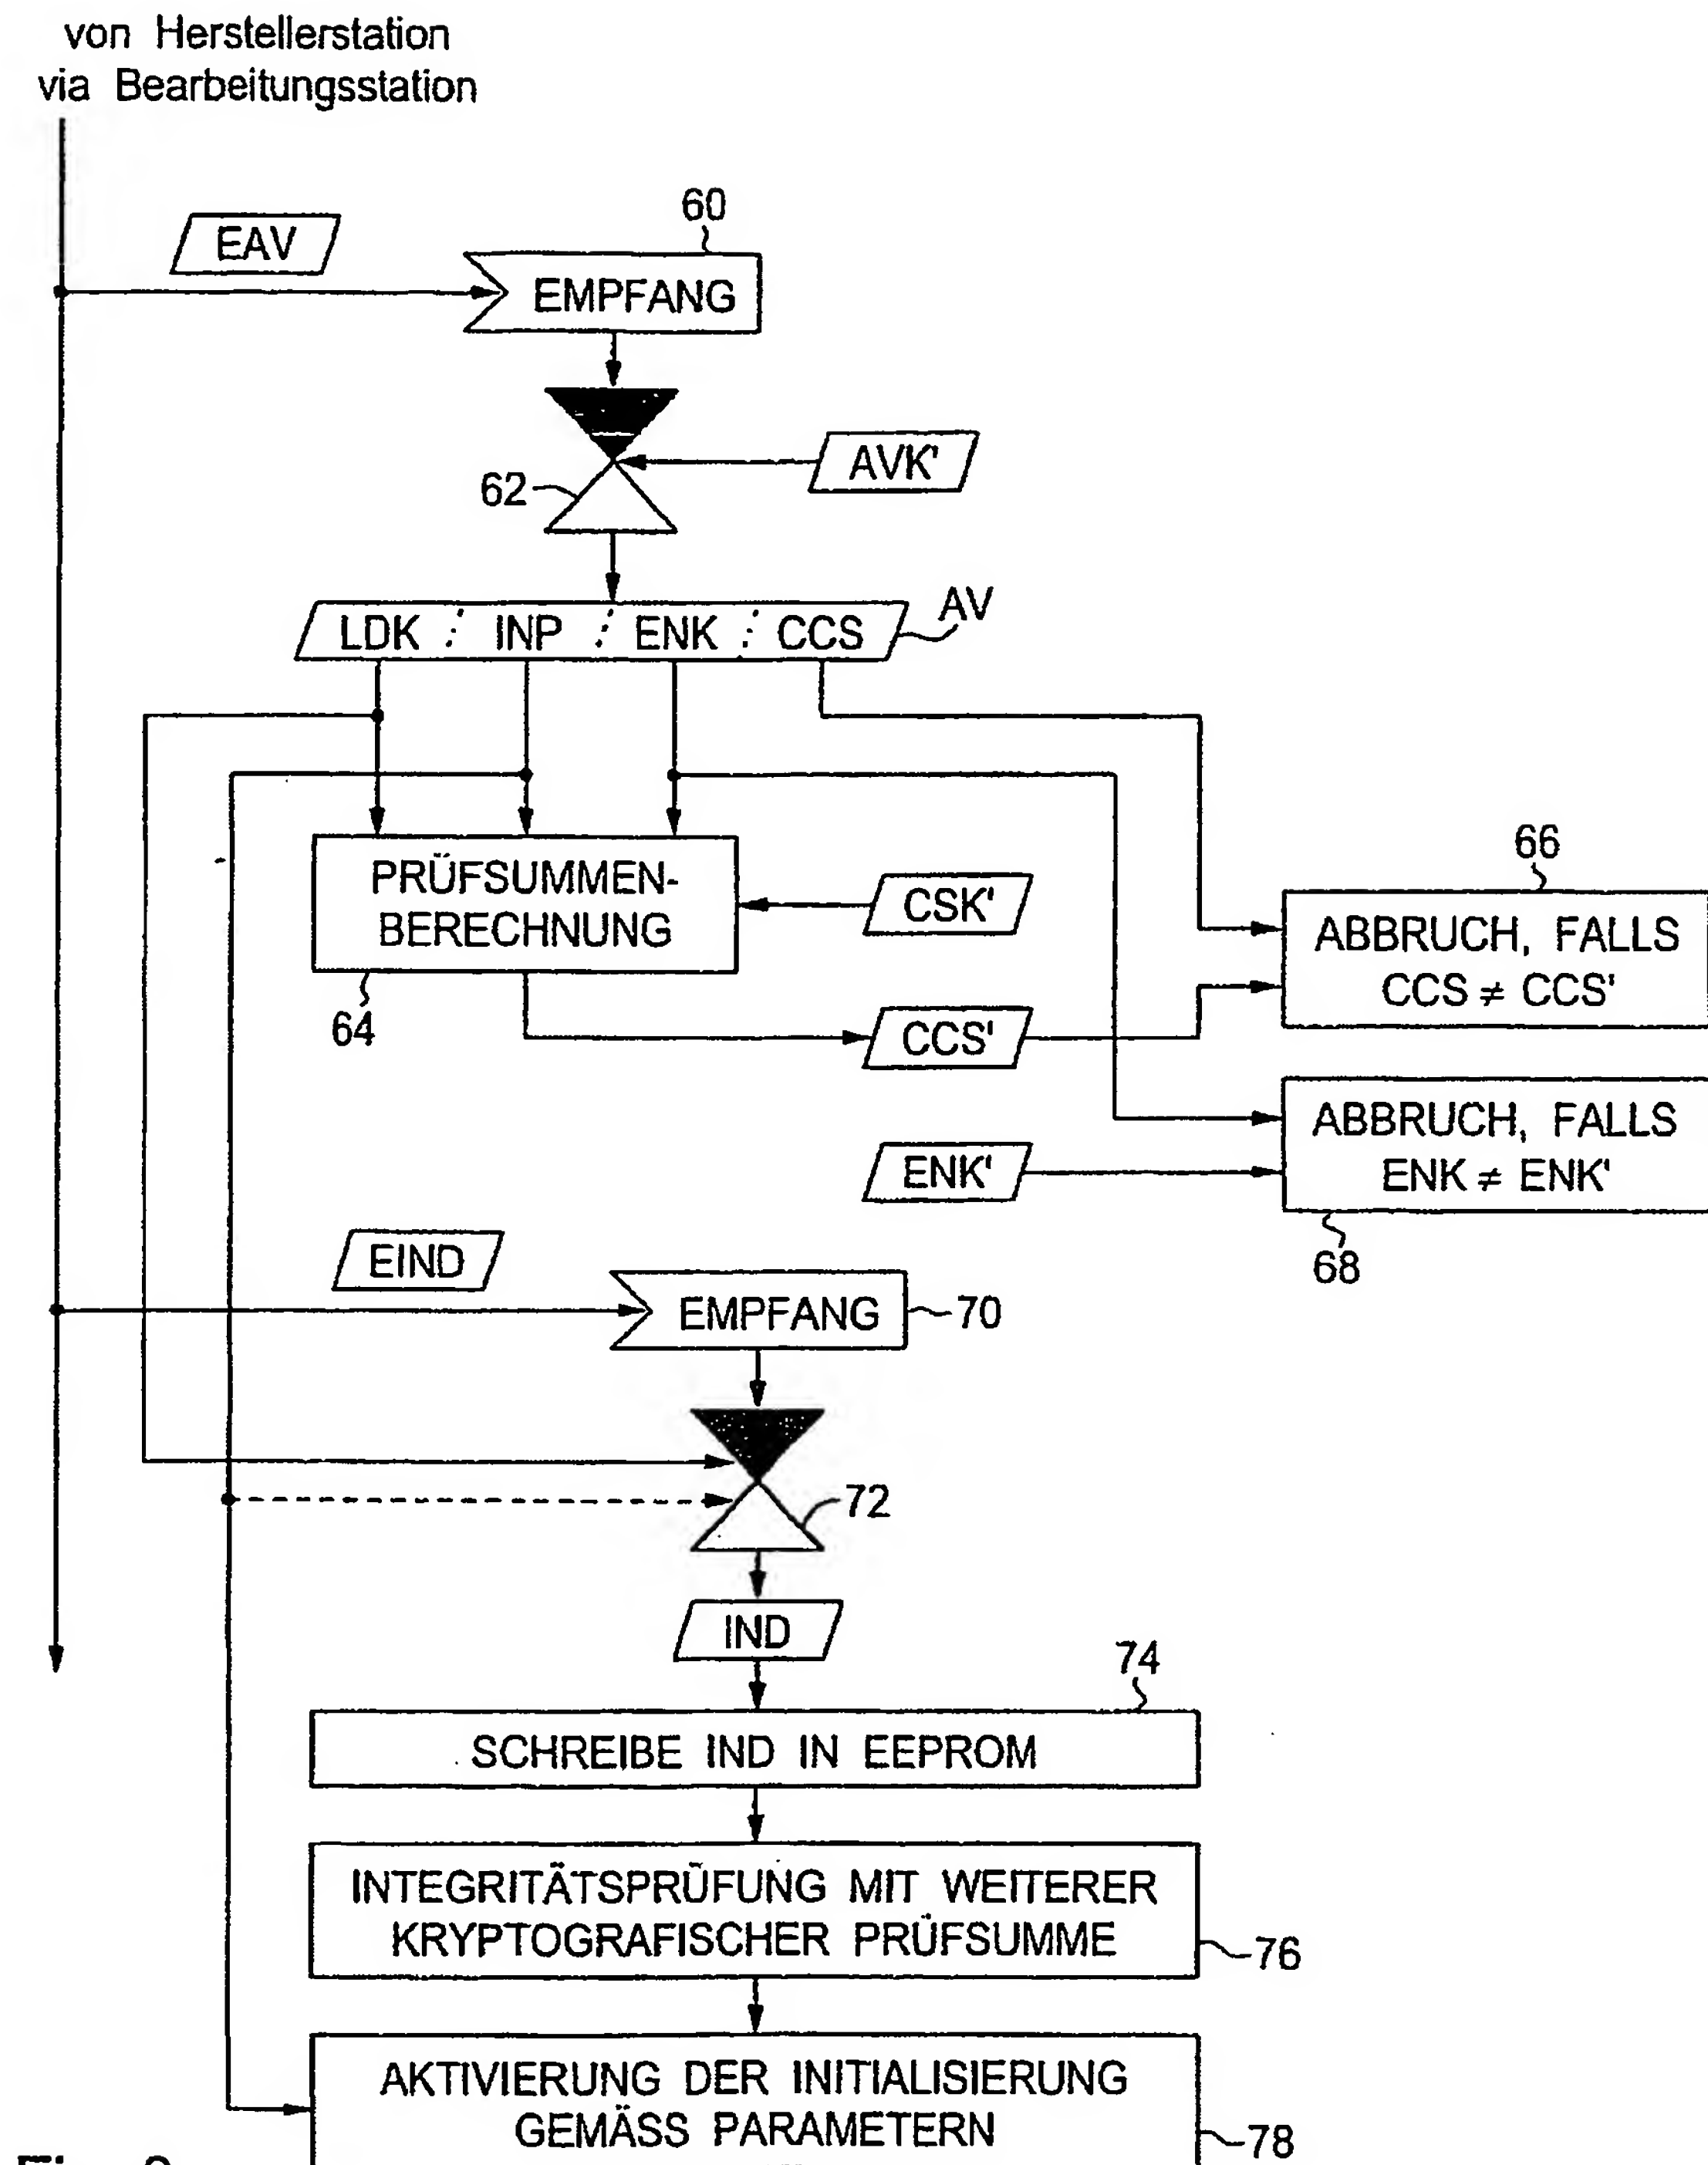 von Herstellerstation
via Bearbeitungsstation
EAV
60
EMPFANG
AVK'
62
LDK INP ENK CCS
AV
PRÜFSUMMEN-
BERECHNUNG
CSK'
66
ABBRUCH, FALLS
CCS ≠ CCS'
64
CCS'
ABBRUCH, FALLS
ENK ≠ ENK'
ENK'
68
EIND
EMPFANG
70
72
IND
74
SCHREIBE IND IN EEPROM
INTEGRITÄTSPRÜFUNG MIT WEITERER
KRYPTOGRAFISCHER PRÜFSUMME
76
AKTIVIERUNG DER INITIALISIERUNG
GEMÄSS PARAMETERN
78